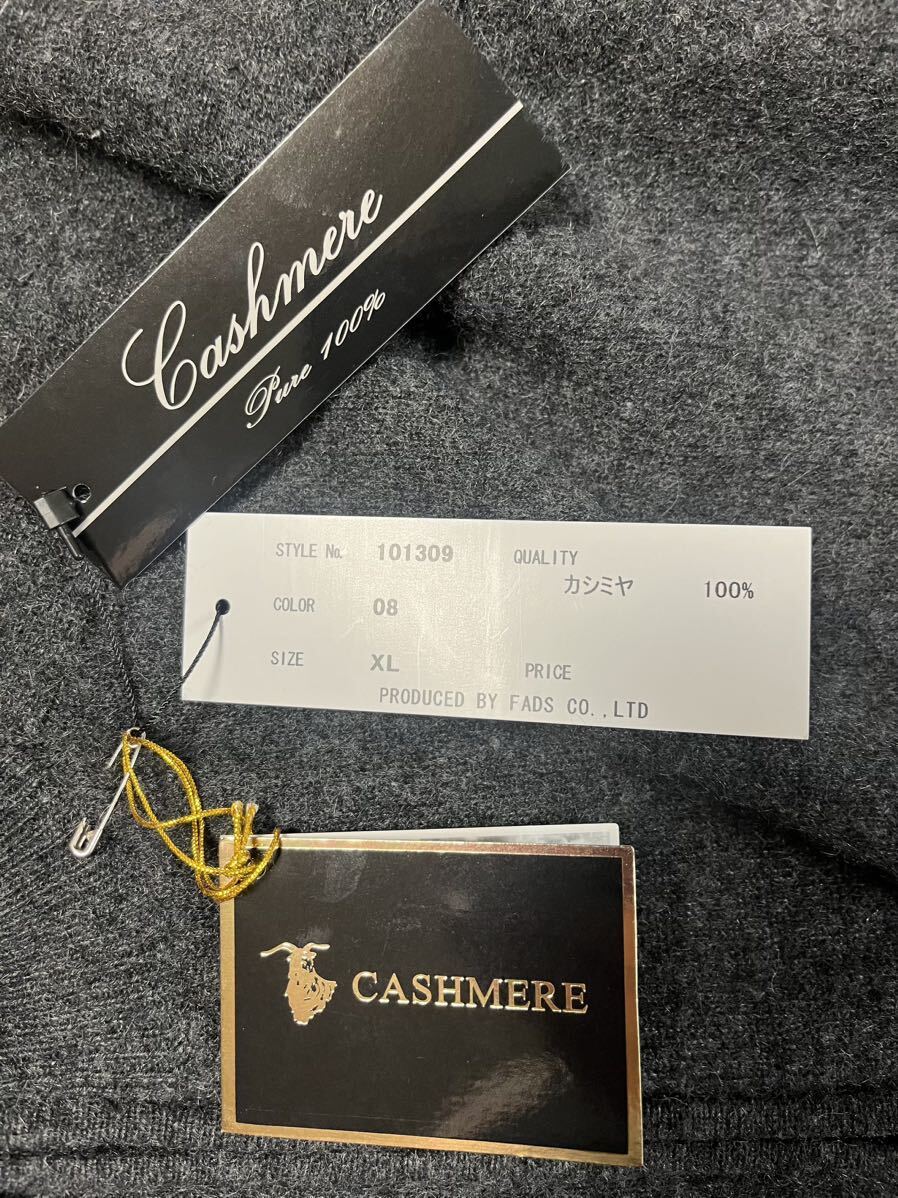 Cashmere
Pure 100%
STYLE No. 101309 QUALITY
カシミヤ 100%
COLOR 08
SIZE XL PRICE
PRODUCED BY FADS CO.,LTD
CASHMERE